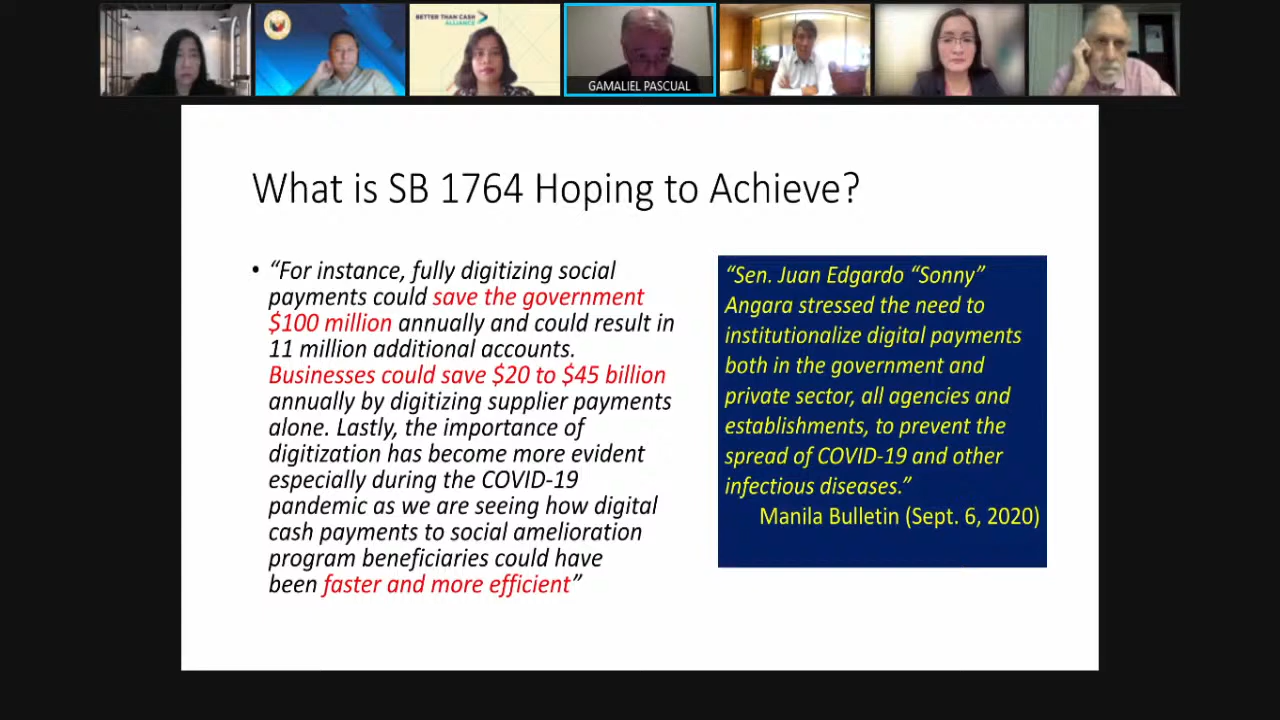 BETTER THAN CASH
ALLIANCE
GAMALIEL PASCUAL
What is SB 1764 Hoping to Achieve?
• “For instance, fully digitizing social
payments could save the government
$100 million annually and could result in
11 million additional accounts.
Businesses could save $20 to $45 billion
annually by digitizing supplier payments
alone. Lastly, the importance of
digitization has become more evident
especially during the COVID-19
pandemic as we are seeing how digital
cash payments to social amelioration
program beneficiaries could have
been faster and more efficient”
“Sen. Juan Edgardo “Sonny”
Angara stressed the need to
institutionalize digital payments
both in the government and
private sector, all agencies and
establishments, to prevent the
spread of COVID-19 and other
infectious diseases.”
Manila Bulletin (Sept. 6, 2020)